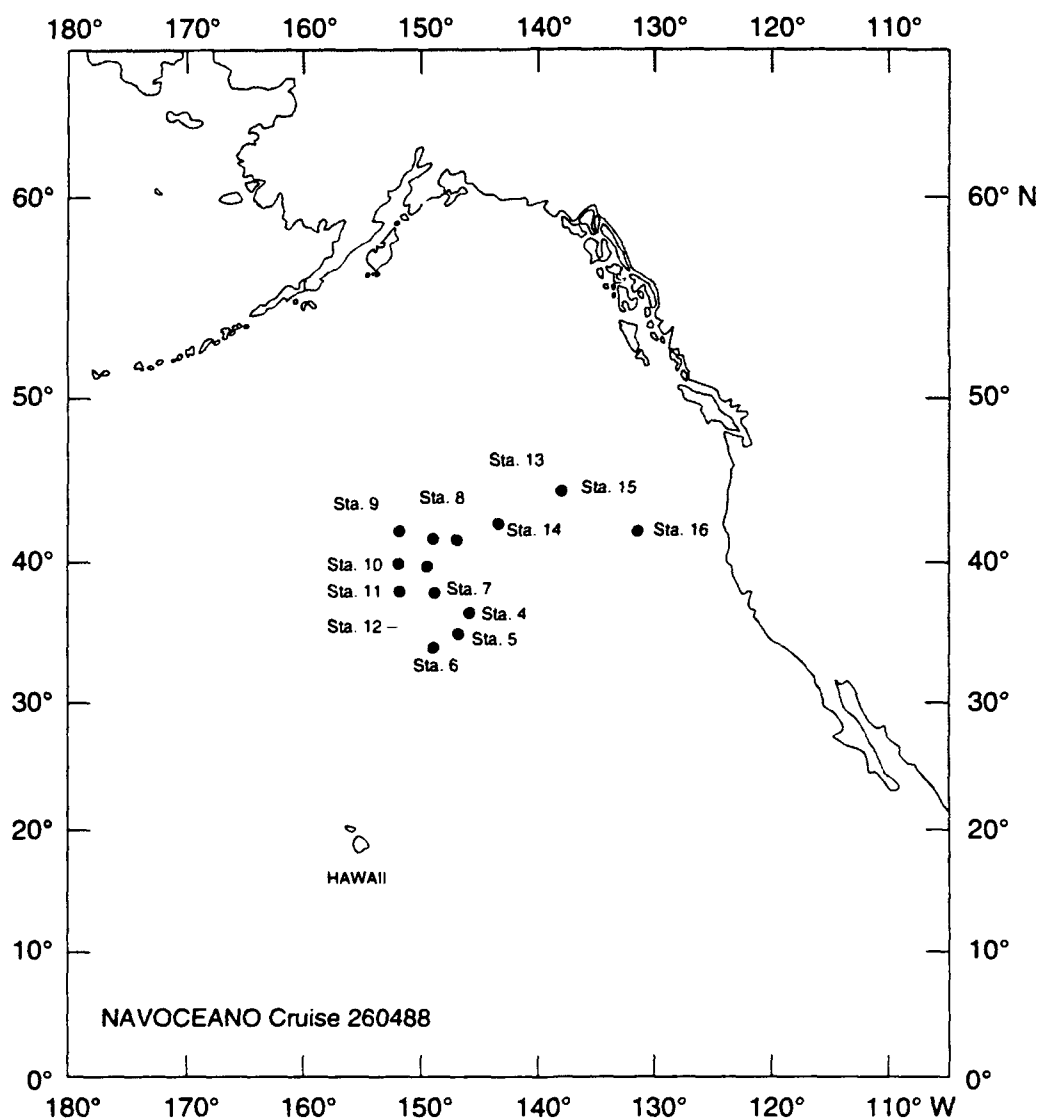 180° 170° 160° 150° 140° 130° 120° 110°
60° 60° N
50° 50°
Sta. 13
Sta. 15
Sta. 9 Sta. 8
Sta. 14 Sta. 16
40° 40°
Sta. 10
Sta. 11 Sta. 7
Sta. 4
Sta. 12 –
Sta. 5
Sta. 6
30° 30°
20° 20°
HAWAII
10° 10°
NAVOCEANO Cruise 260488
0° 0°
180° 170° 160° 150° 140° 130° 120° 110° W